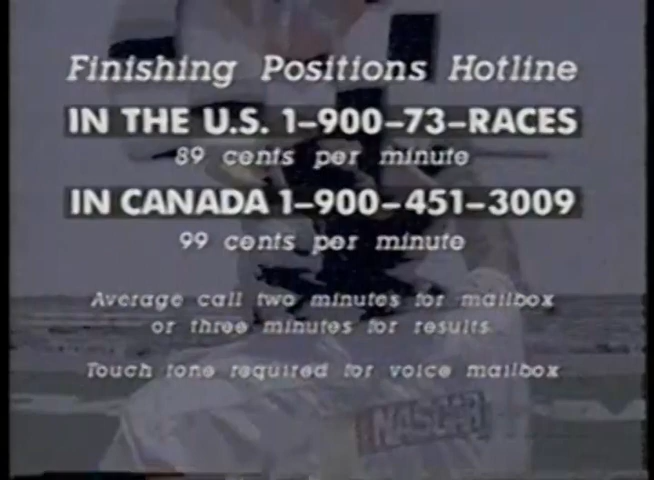 Finishing Positions Hotline
IN THE U.S. 1-900-73-RACES
89 cents per minute
IN CANADA 1-900-451-3009
99 cents per minute
Average call two minutes for mailbox
or three minutes for results
Touch tone required for voice mailbox
NASCAR